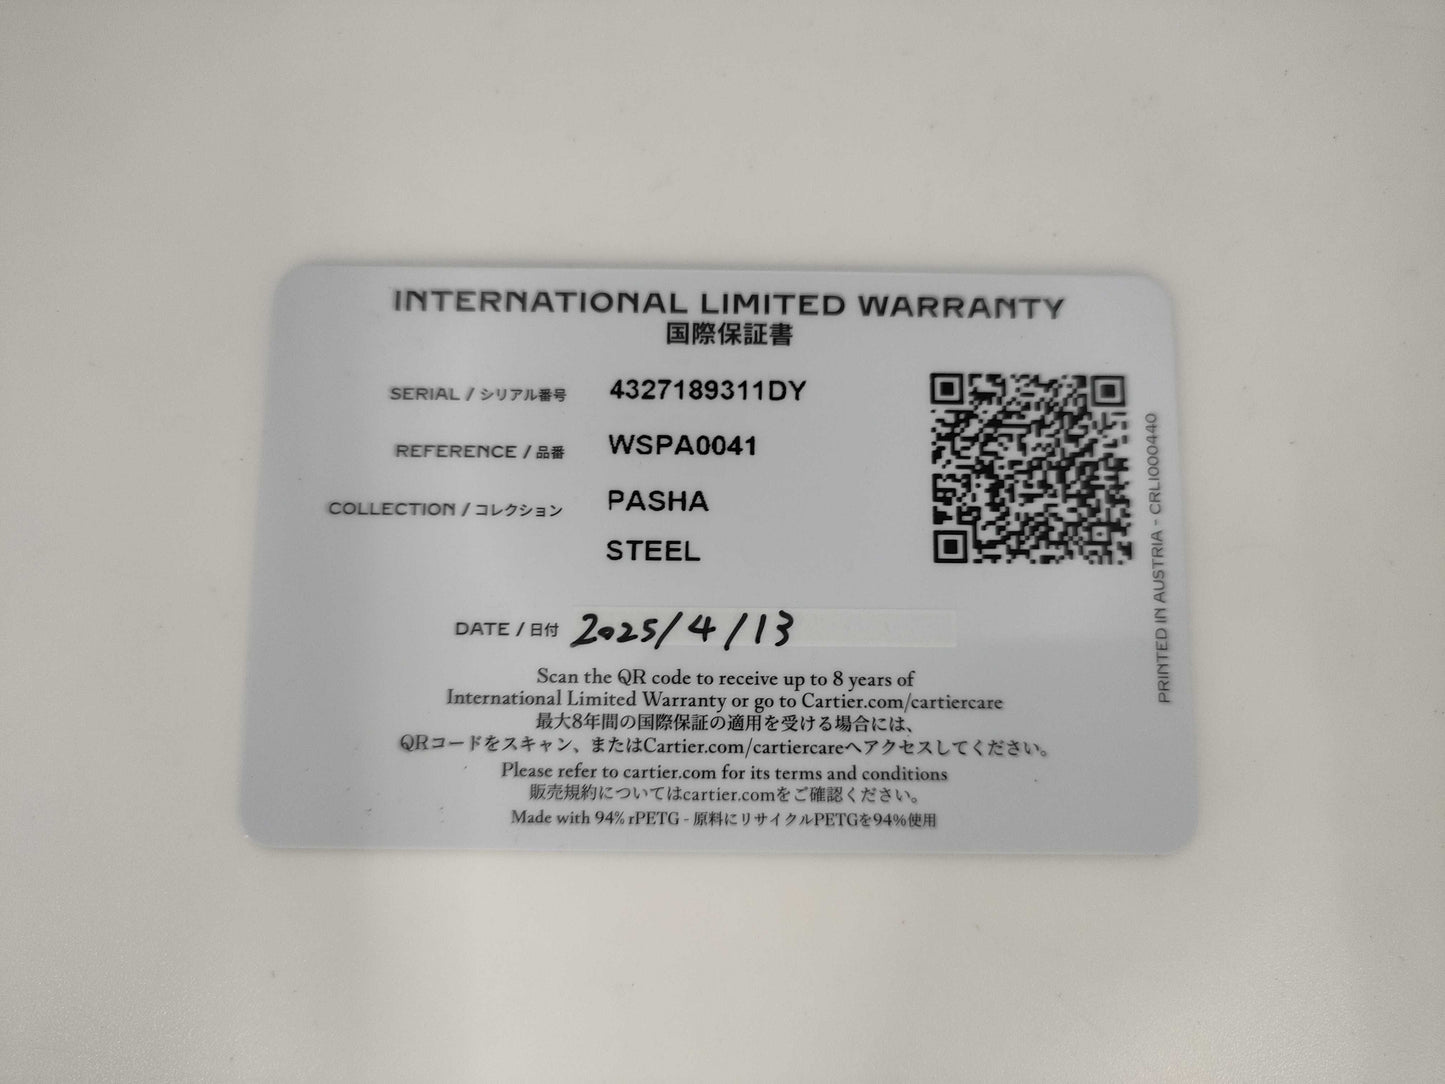 INTERNATIONAL LIMITED WARRANTY
国際保証書
SERIAL / シリアル番号 4327189311DY
REFERENCE / 品番 WSPA0041
COLLECTION / コレクション PASHA
STEEL
DATE / 日付 2025/4/13
Scan the QR code to receive up to 8 years of
International Limited Warranty or go to Cartier.com/cartiercare
最大8年間の国際保証の適用を受ける場合には、
QRコードをスキャン、またはCartier.com/cartiercareへアクセスしてください。
Please refer to cartier.com for its terms and conditions
販売規約についてはcartier.comをご確認ください。
Made with 94% rPETG - 原料にリサイクルPETGを94%使用
PRINTED IN AUSTRIA - CRLI000440